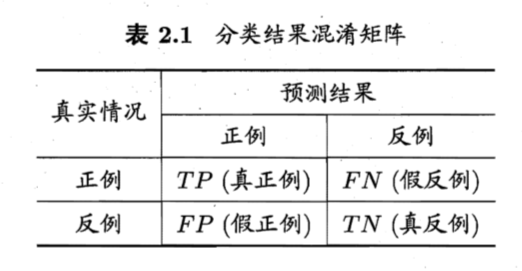 表 2.1 分类结果混淆矩阵
真实情况 预测结果
正例 反例
正例 TP (真正例) FN (假反例)
反例 FP (假正例) TN (真反例)